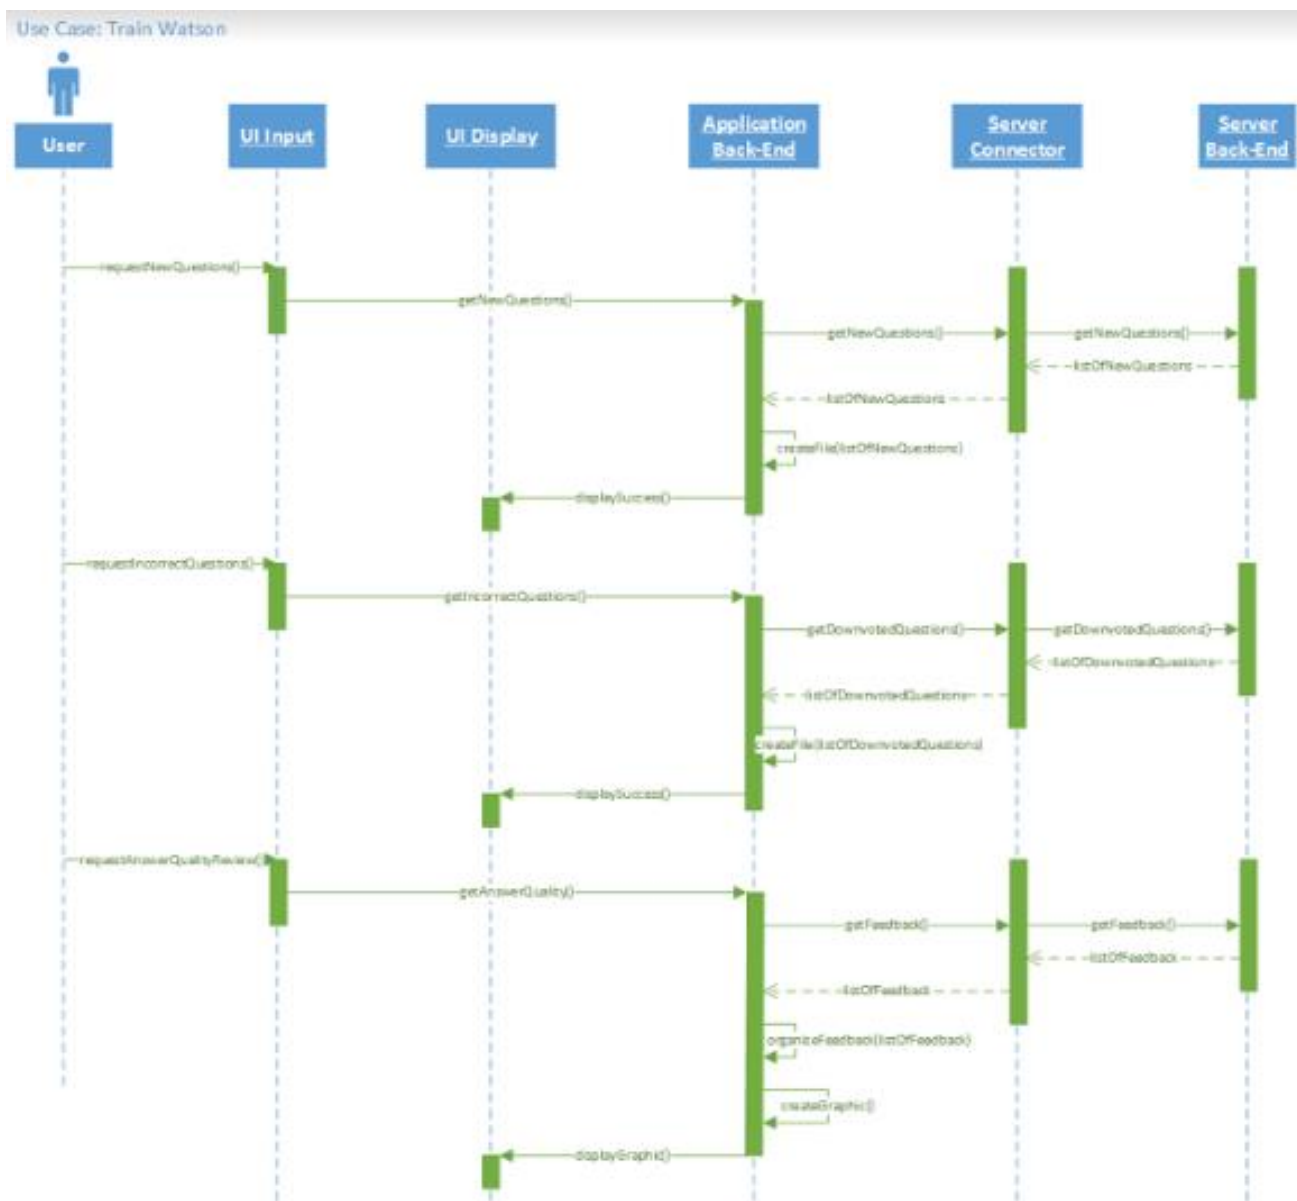 Use Case: Train Watson
User
UI Input
UI Display
Application
Back-End
Server
Connector
Server
Back-End
requestNewQuestions()
getNewQuestions()
getNewQuestions()
getNewQuestions()
listOfNewQuestions
listOfNewQuestions
createFile(listOfNewQuestions)
displaySuccess()
requestIncorrectQuestions()
getIncorrectQuestions()
getDownvotedQuestions()
getDownvotedQuestions()
listOfDownvotedQuestions
listOfDownvotedQuestions
createFile(listOfDownvotedQuestions)
displaySuccess()
requestAnswerQualityReview()
getAnswerQuality()
getFeedback()
getFeedback()
listOfFeedback
listOfFeedback
organizeFeedback(listOfFeedback)
createGraphic()
displayGraphic()